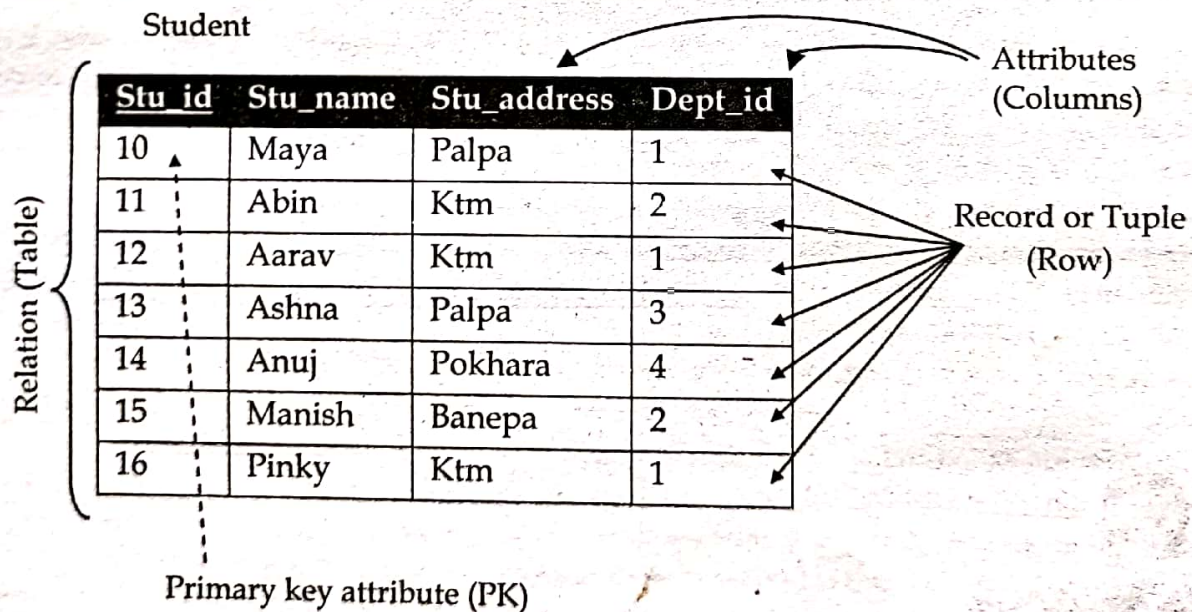 Student
Attributes
(Columns)
Stu_id Stu_name Stu_address Dept_id
10 Maya Palpa 1
11 Abin Ktm 2
12 Aarav Ktm 1
13 Ashna Palpa 3
14 Anuj Pokhara 4
15 Manish Banepa 2
16 Pinky Ktm 1
Relation (Table)
Record or Tuple
(Row)
Primary key attribute (PK)